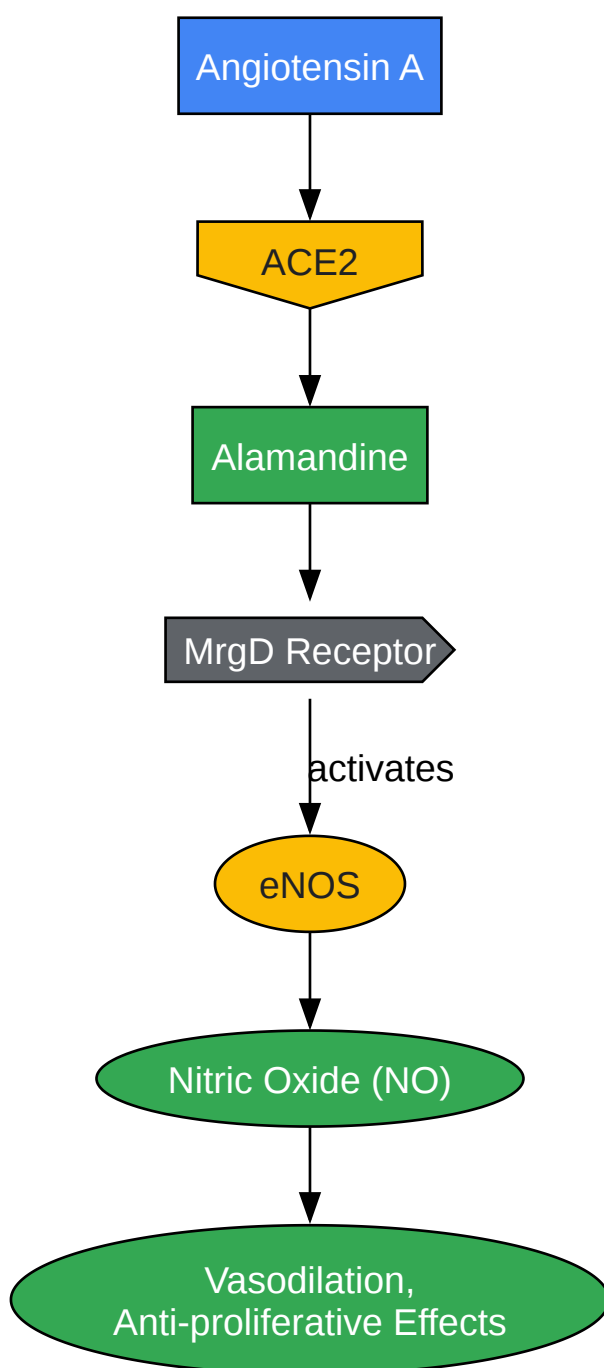 Angiotensin A
ACE2
Alamandine
MrgD Receptor
activates
eNOS
Nitric Oxide (NO)
Vasodilation,
Anti-proliferative Effects